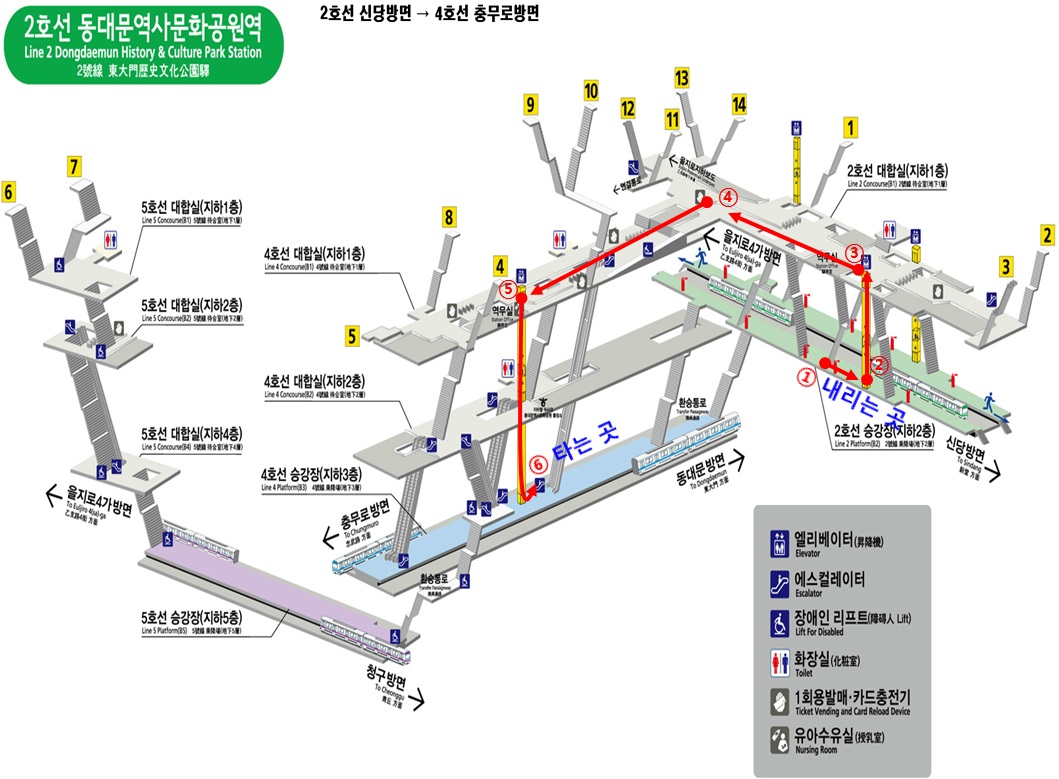 2호선 동대문역사문화공원역
Line 2 Dongdaemun History & Culture Park Station
2號線 東大門歷史文化公園驛
2호선 신당방면 → 4호선 충무로방면
13
10
9
12
11
14
1
7
6
8
4
5
2
3
을지로지하보도
연결통로
2호선 대합실(지하1층)
Line 2 Concourse(B1) 2號線 待合室(地下1層)
5호선 대합실(지하1층)
Line 5 Concourse(B1) 5號線 待合室(地下1層)
4호선 대합실(지하1층)
Line 4 Concourse(B1) 4號線 待合室(地下1層)
5호선 대합실(지하2층)
Line 5 Concourse(B2) 5號線 待合室(地下2層)
4호선 대합실(지하2층)
Line 4 Concourse(B2) 4號線 待合室(地下2層)
5호선 대합실(지하4층)
Line 5 Concourse(B4) 5號線 待合室(地下4層)
4호선 승강장(지하3층)
Line 4 Platform(B3) 4號線 乘降場(地下3層)
2호선 승강장(지하2층)
Line 2 Platform(B2) 2號線 乘降場(地下2層)
5호선 승강장(지하5층)
Line 5 Platform(B5) 5號線 乘降場(地下5層)
을지로4가방면
To Euljiro 4(sa)-ga
乙支路4街 方面
역무실
Station Office
역무실
Station Office
①
②
③
④
⑤
⑥
내리는 곳
타는 곳
환승통로
Transfer Passageway
환승통로
Transfer Passageway
신당방면
To Sindang
新堂 方面
동대문방면
To Dongdaemun
東大門 方面
충무로방면
To Chungmuro
忠武路 方面
을지로4가방면
To Euljiro 4(sa)-ga
乙支路4街 方面
청구방면
To Cheonggu
靑丘 方面
엘리베이터(昇降機)
Elevator
에스컬레이터
Escalator
장애인 리프트(障碍人 Lift)
Lift For Disabled
화장실(化粧室)
Toilet
1회용발매·카드충전기
Ticket Vending and Card Reload Device
유아수유실(授乳室)
Nursing Room